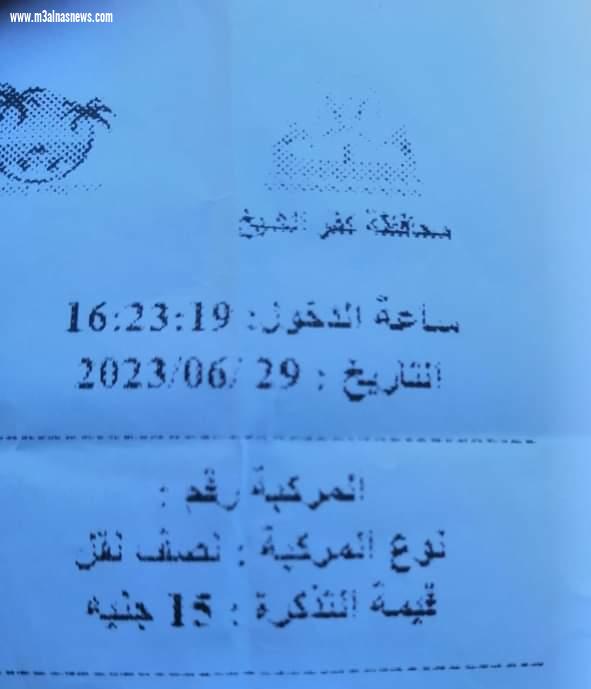 www.m3alnasnews.com
محافظة كفر الشيخ
ساعة الدخول: 16:23:19
التاريخ : 29 /2023/06
المركبة رقم :
نوع المركبة : نصف نقل
قيمة التذكرة : 15 جنيه